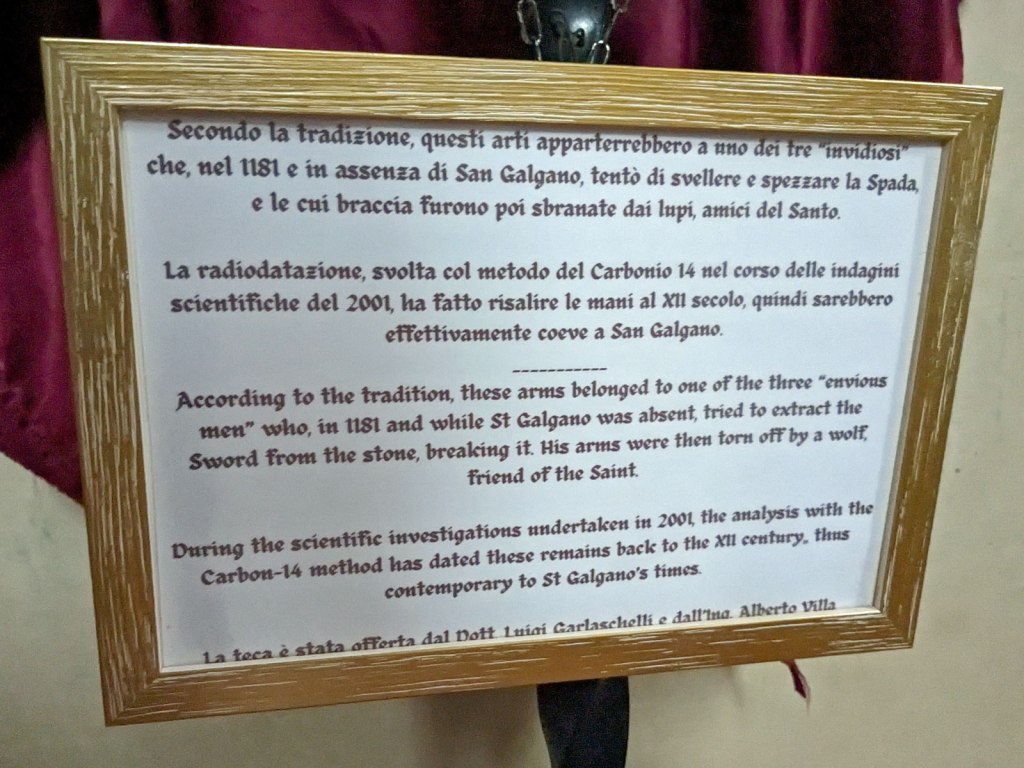 Secondo la tradizione, questi arti apparterrebbero a uno dei tre "invidiosi"
che, nel 1181 e in assenza di San Galgano, tentò di svellere e spezzare la Spada,
e le cui braccia furono poi sbranate dai lupi, amici del Santo.
La radiodatazione, svolta col metodo del Carbonio 14 nel corso delle indagini
scientifiche del 2001, ha fatto risalire le mani al XII secolo, quindi sarebbero
effettivamente coeve a San Galgano.
-----------
According to the tradition, these arms belonged to one of the three "envious
men" who, in 1181 and while St Galgano was absent, tried to extract the
Sword from the stone, breaking it. His arms were then torn off by a wolf,
friend of the Saint.
During the scientific investigations undertaken in 2001, the analysis with the
Carbon-14 method has dated these remains back to the XII century,, thus
contemporary to St Galgano's times.
La teca è stata offerta dal Dott. Luigi Garlaschelli e dall'Ing. Alberto Villa